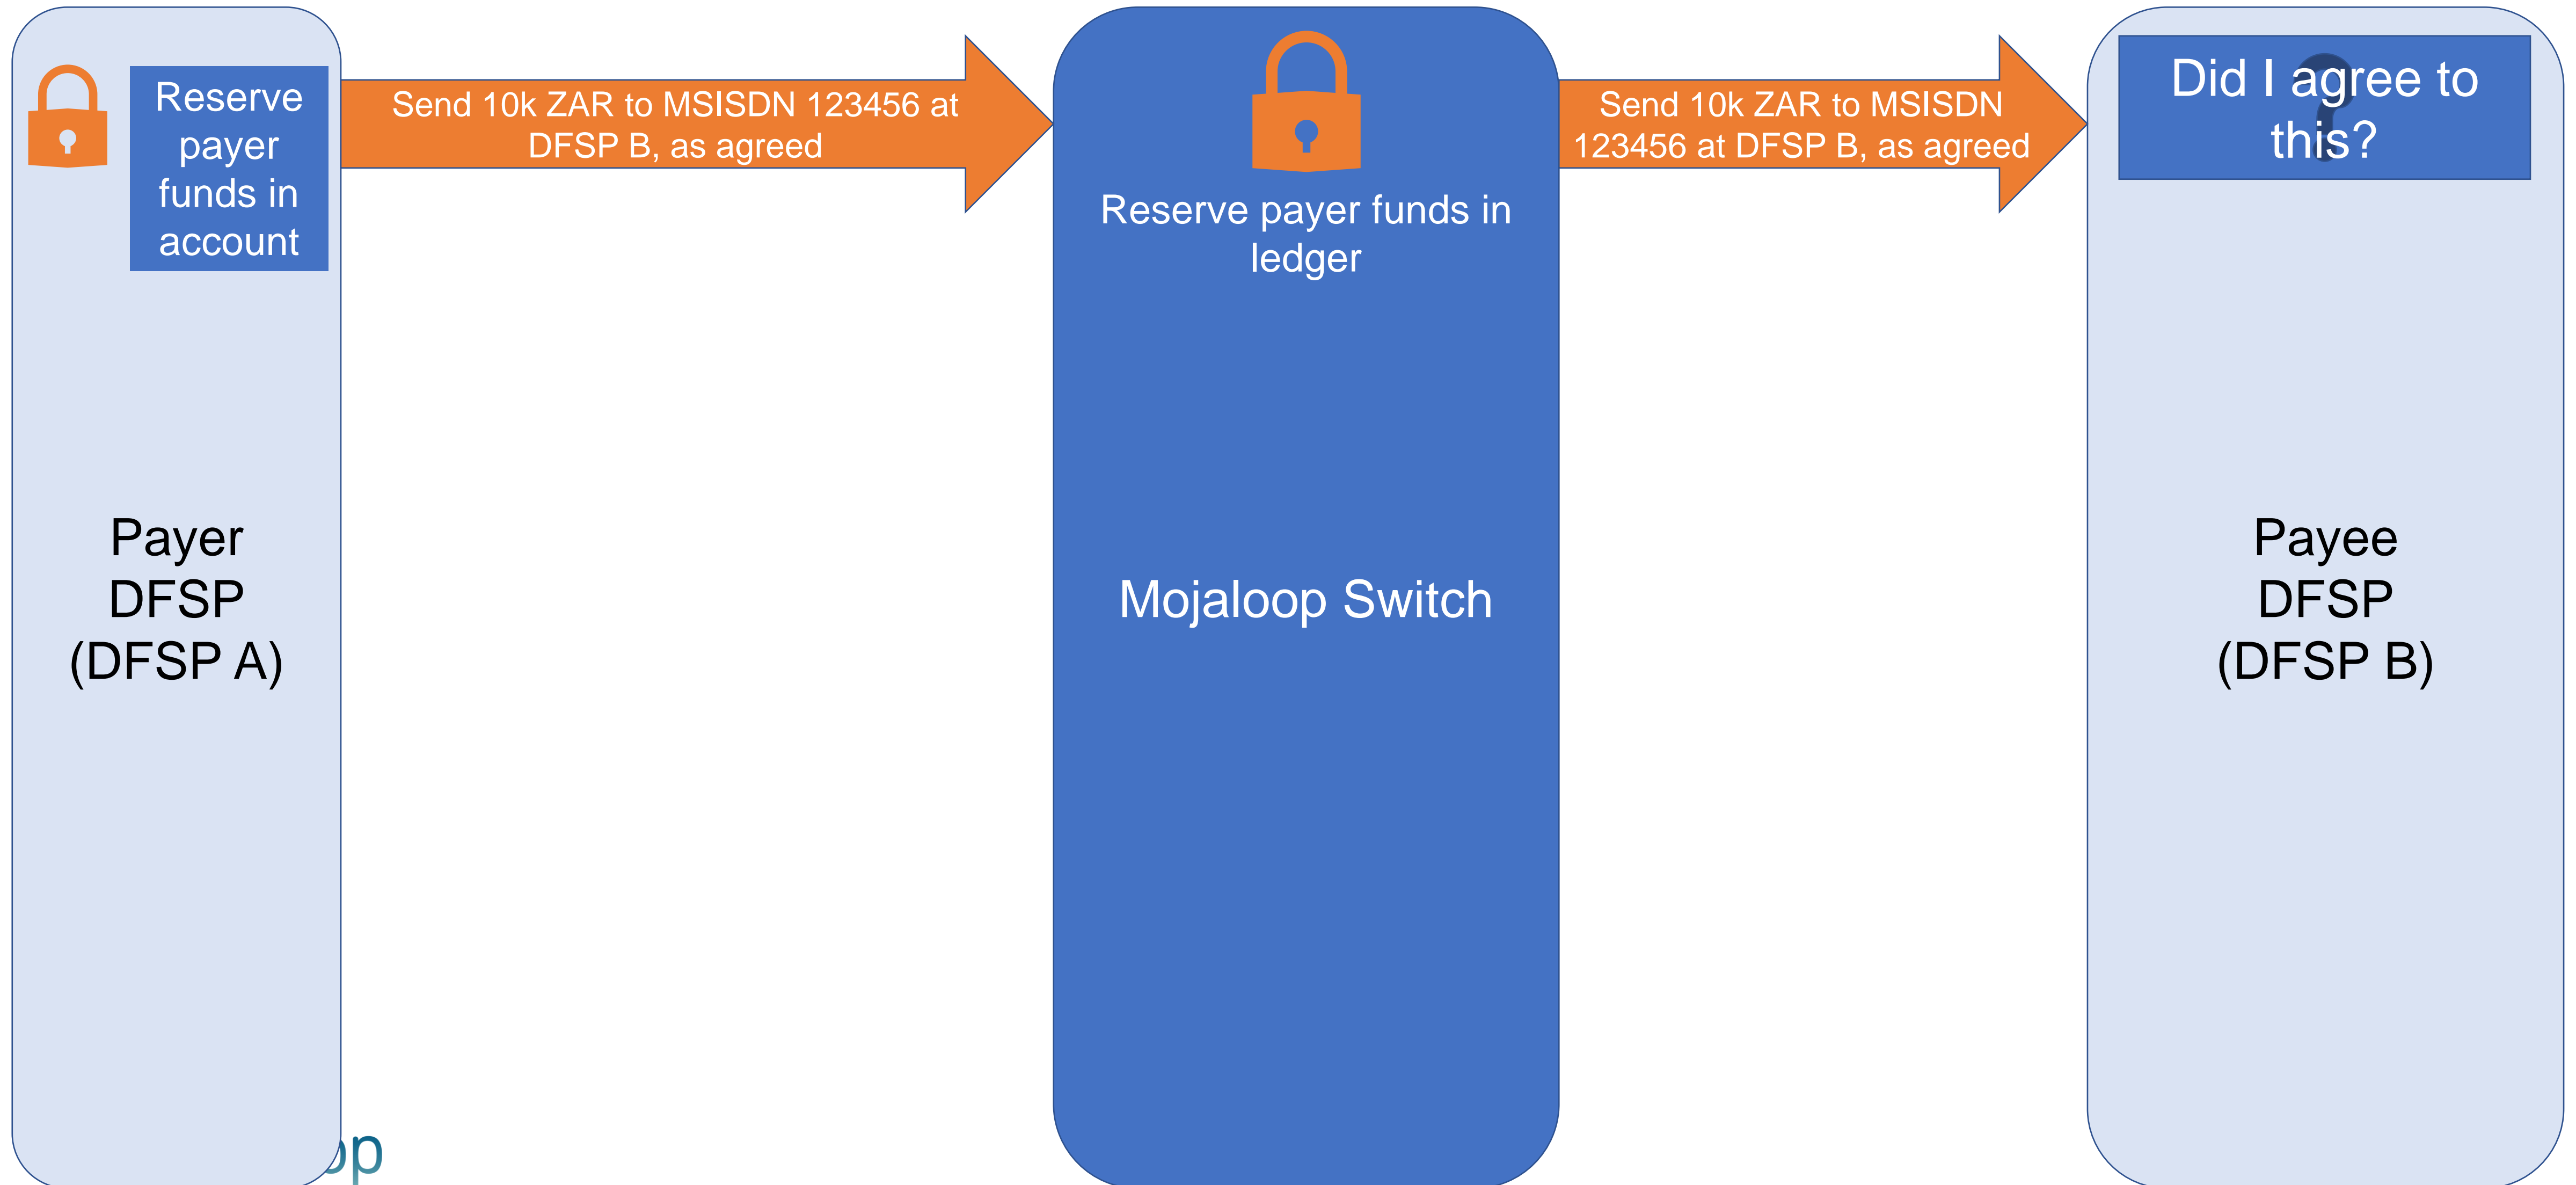 Reserve
payer
funds in
account
Send 10k ZAR to MSISDN 123456 at
DFSP B, as agreed
Reserve payer funds in
ledger
Send 10k ZAR to MSISDN
123456 at DFSP B, as agreed
Did I agree to
this?
Payer
DFSP
(DFSP A)
Mojaloop Switch
Payee
DFSP
(DFSP B)